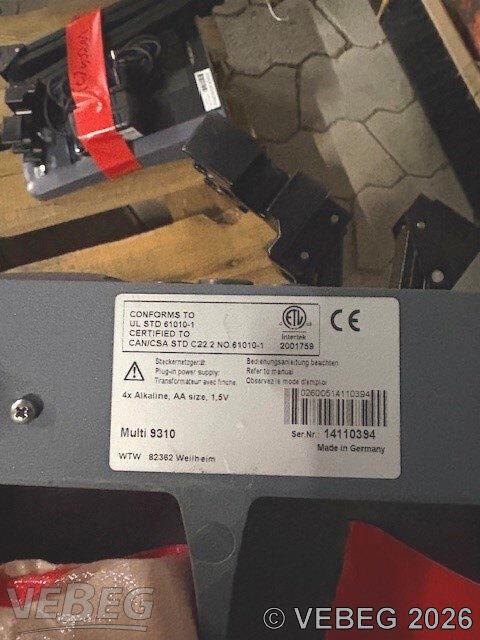 CONFORMS TO
UL STD 61010-1
CERTIFIED TO
CAN/CSA STD C22.2 NO.61010-1
ETL
Intertek
2001759
CE
Steckernetzgerät:
Plug-in power supply:
Transformateur avec fiche:
Bedienungsanleitung beachten
Refer to manual
Observez le mode d'emploi
4x Alkaline, AA size, 1,5V
02600514110394
Multi 9310
Ser.Nr.: 14110394
Made in Germany
WTW 82362 Weilheim
VEBEG
© VEBEG 2026